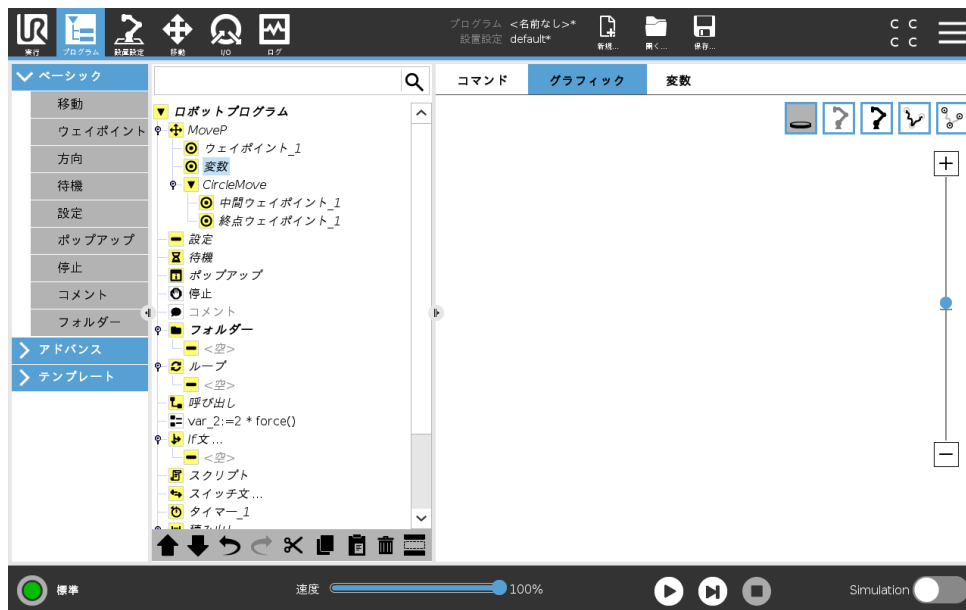 UR
実行
プログラム
設置設定
移動
I/O
ログ
プログラム <名前なし>*
設置設定 default*
新規...
開く...
保存...
C C
C C
ベーシック
移動
ウェイポイント
方向
待機
設定
ポップアップ
停止
コメント
フォルダー
アドバンス
テンプレート
ロボットプログラム
MoveP
ウェイポイント_1
変数
CircleMove
中間ウェイポイント_1
終点ウェイポイント_1
設定
待機
ポップアップ
停止
コメント
フォルダー
<空>
ループ
<空>
呼び出し
var_2:=2 * force()
If文 ...
<空>
スクリプト
スイッチ文 ...
タイマー_1
コマンド
グラフィック
変数
標準
速度
100%
Simulation